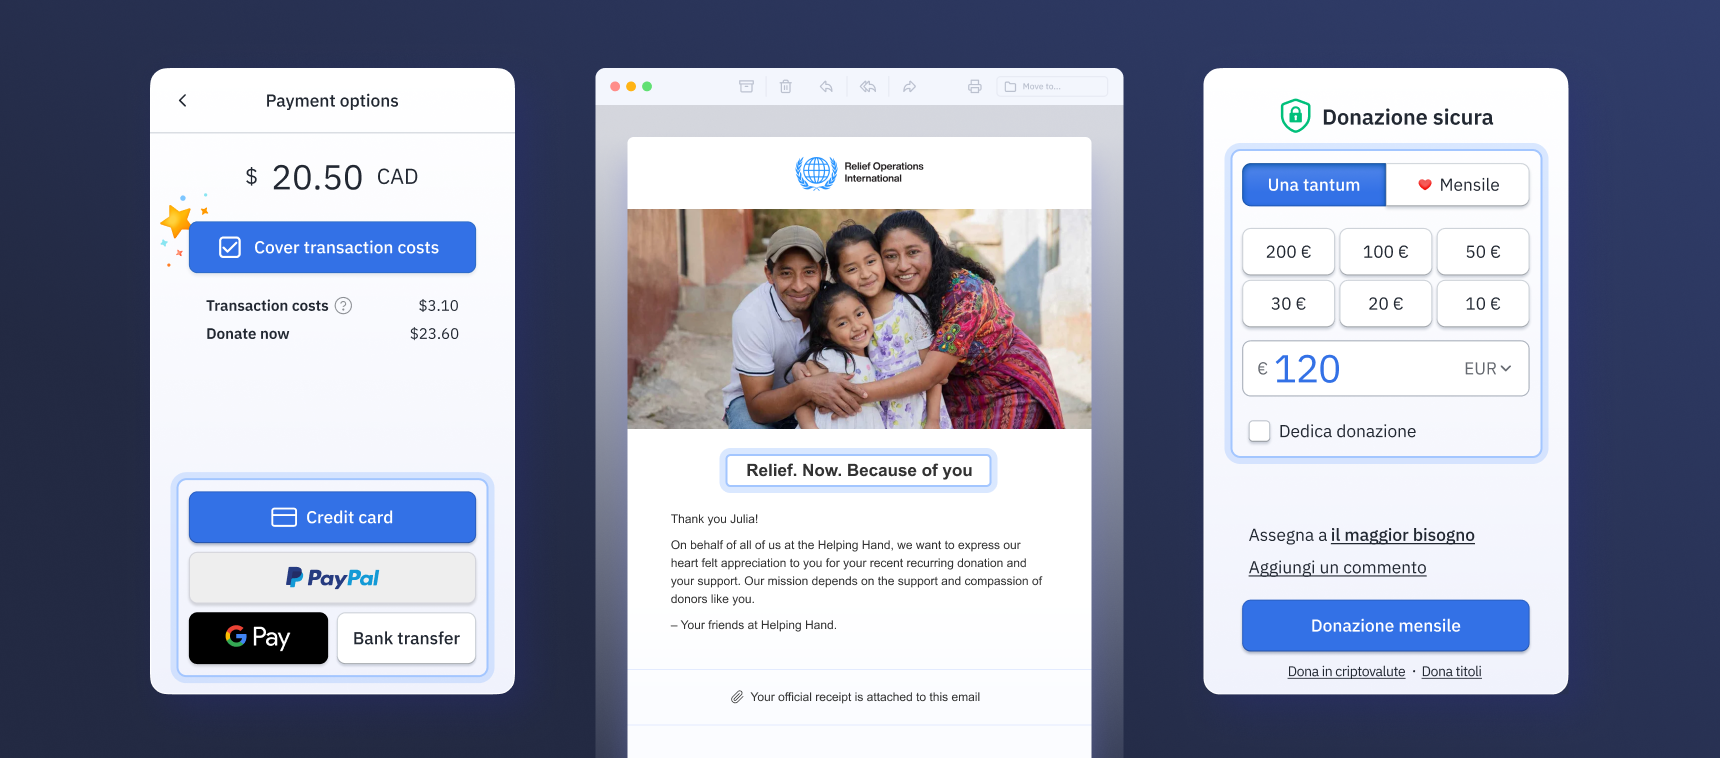 Payment options
$ 20.50 CAD
Cover transaction costs
Transaction costs ? $3.10
Donate now $23.60
Credit card
PayPal
G Pay
Bank transfer
Move to...
Relief Operations
International
Relief. Now. Because of you
Thank you Julia!
On behalf of all of us at the Helping Hand, we want to express our
heart felt appreciation to you for your recent recurring donation and
your support. Our mission depends on the support and compassion of
donors like you.
– Your friends at Helping Hand.
Your official receipt is attached to this email
Donazione sicura
Una tantum Mensile
200 € 100 € 50 €
30 € 20 € 10 €
€ 120 EUR
Dedica donazione
Assegna a il maggior bisogno
Aggiungi un commento
Donazione mensile
Dona in criptovalute · Dona titoli